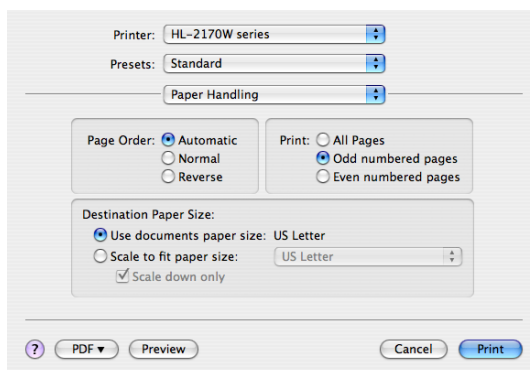 Printer: HL-2170W series
Presets: Standard
Paper Handling
Page Order: Automatic Print: All Pages
Normal Odd numbered pages
Reverse Even numbered pages
Destination Paper Size:
Use documents paper size: US Letter
Scale to fit paper size: US Letter
Scale down only
? PDF▼ Preview Cancel Print